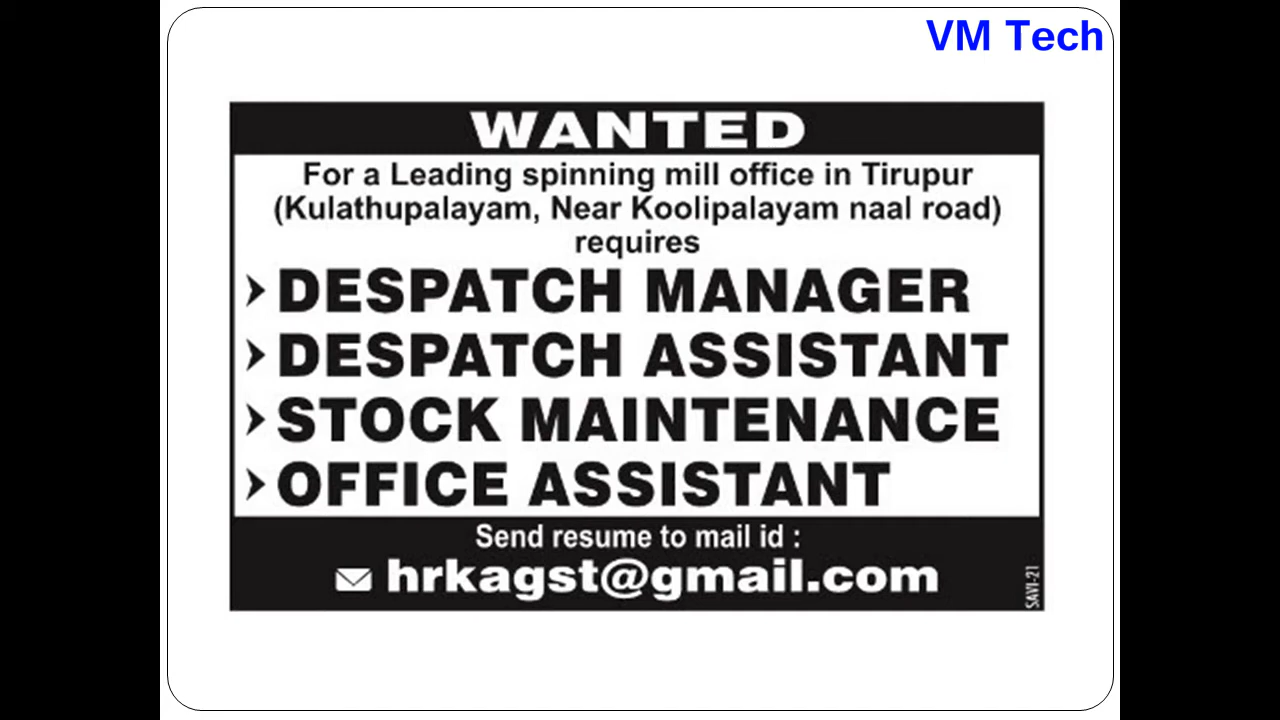 VM Tech
WANTED
For a Leading spinning mill office in Tirupur
(Kulathupalayam, Near Koolipalayam naal road)
requires
DESPATCH MANAGER
DESPATCH ASSISTANT
STOCK MAINTENANCE
OFFICE ASSISTANT
Send resume to mail id :
hrkagst@gmail.com
SAVI-21